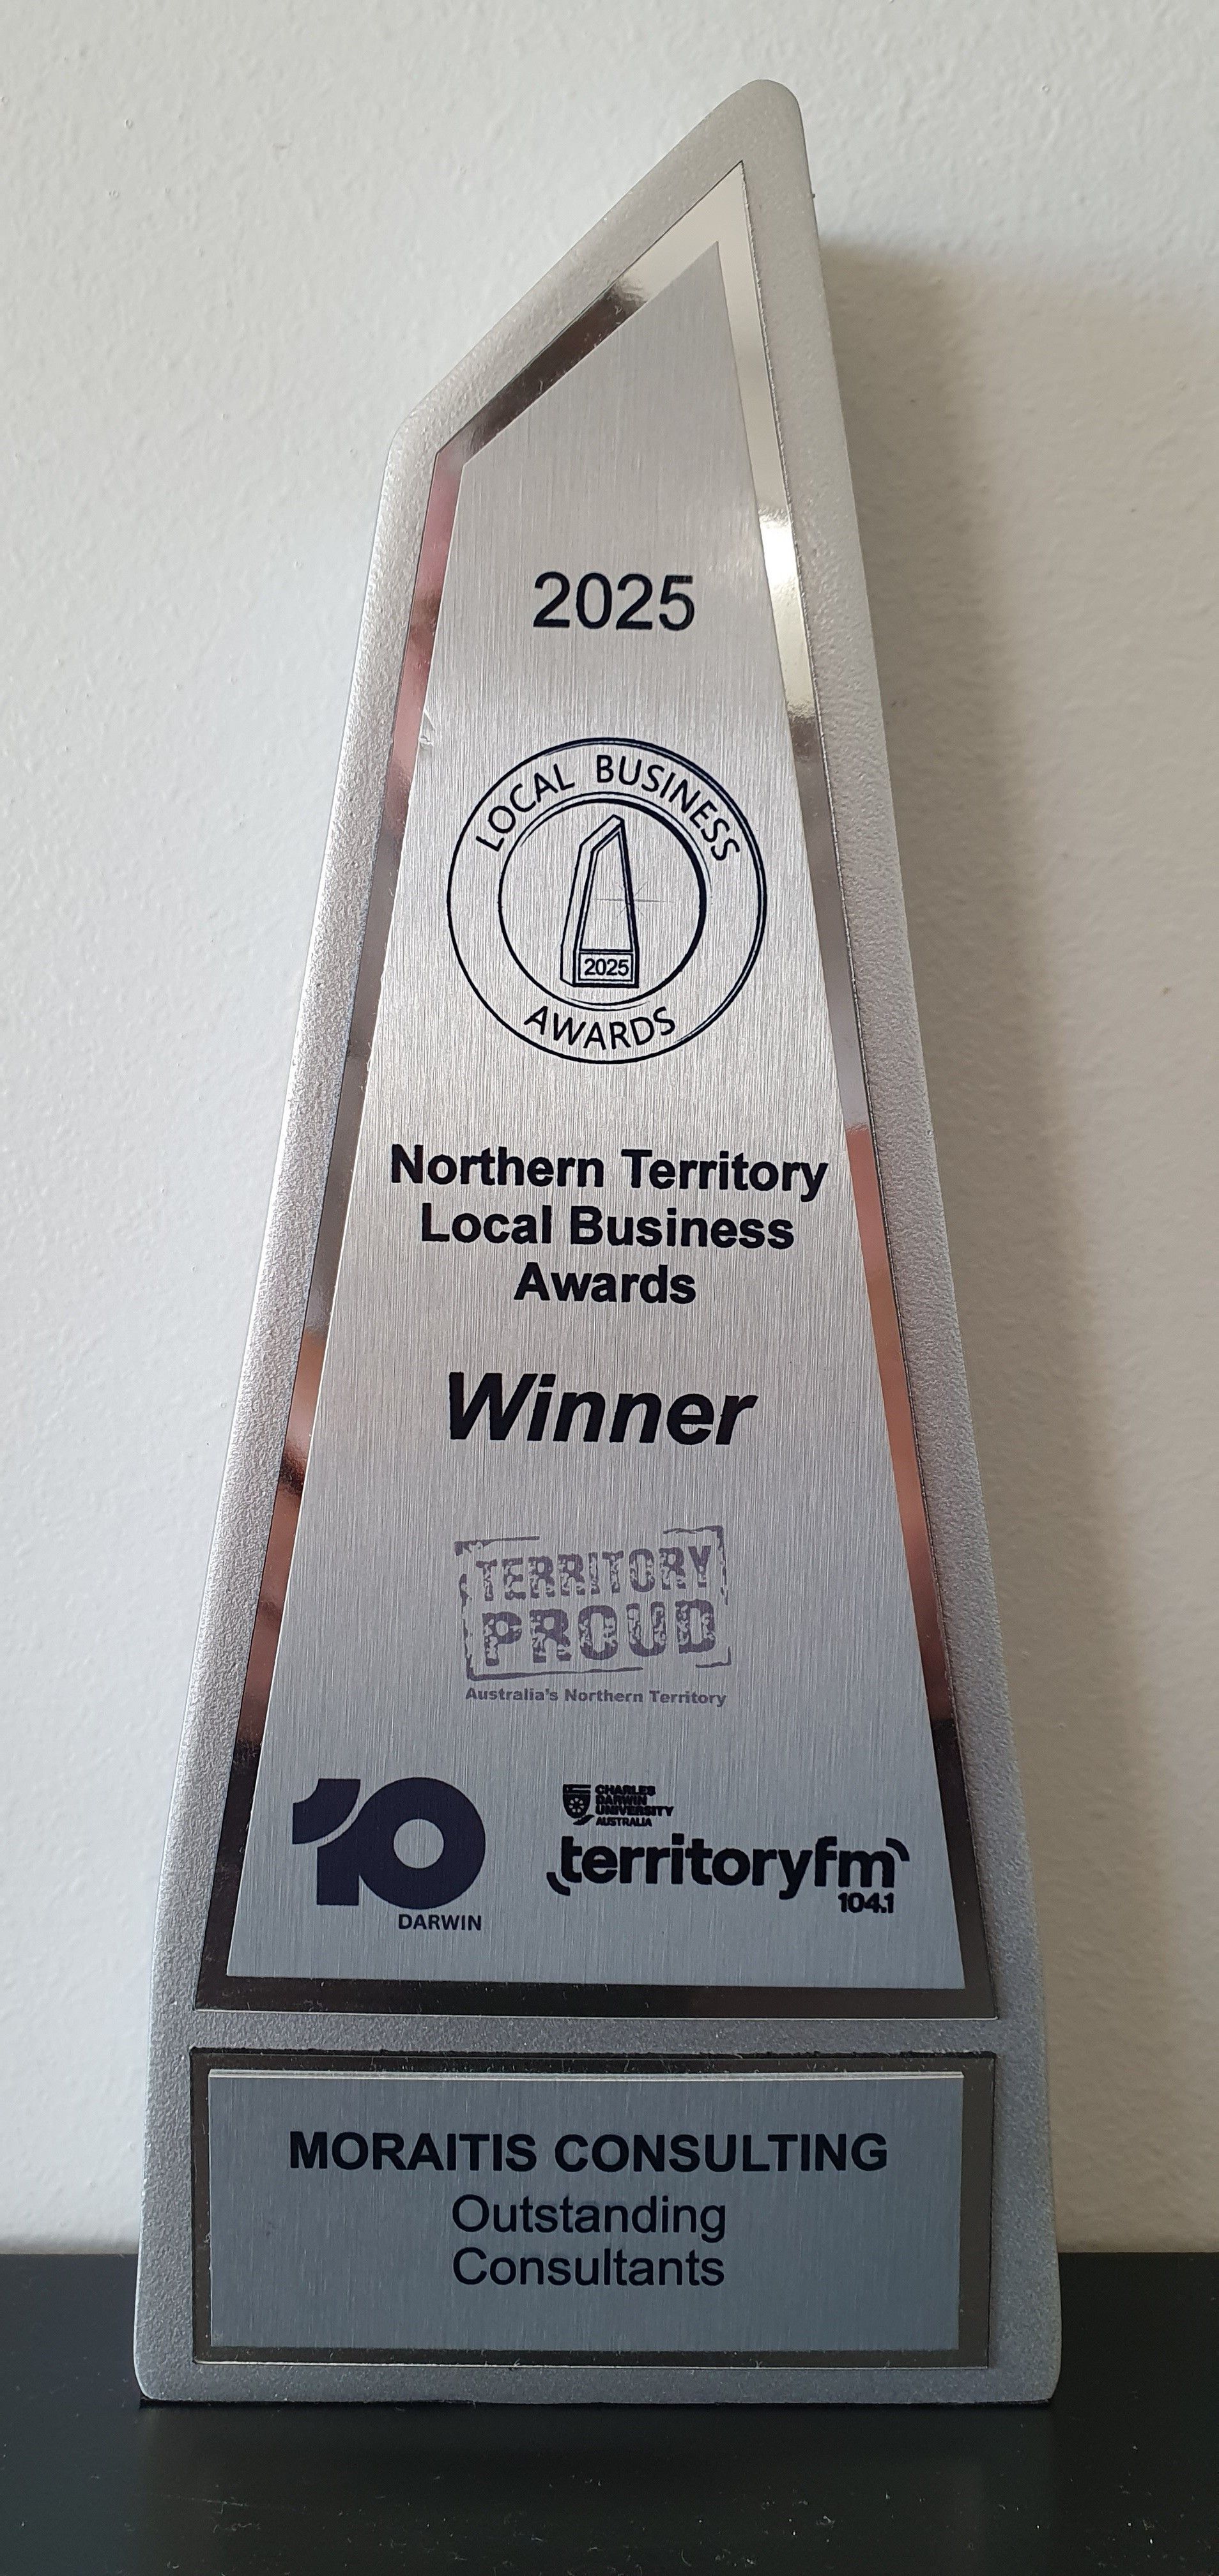 2025
LOCAL BUSINESS
2025
AWARDS
Northern Territory
Local Business
Awards
Winner
TERRITORY
PROUD
Australia's Northern Territory
10
DARWIN
CHARLES
DARWIN
UNIVERSITY
AUSTRALIA
territoryfm
104.1
MORAITIS CONSULTING
Outstanding
Consultants